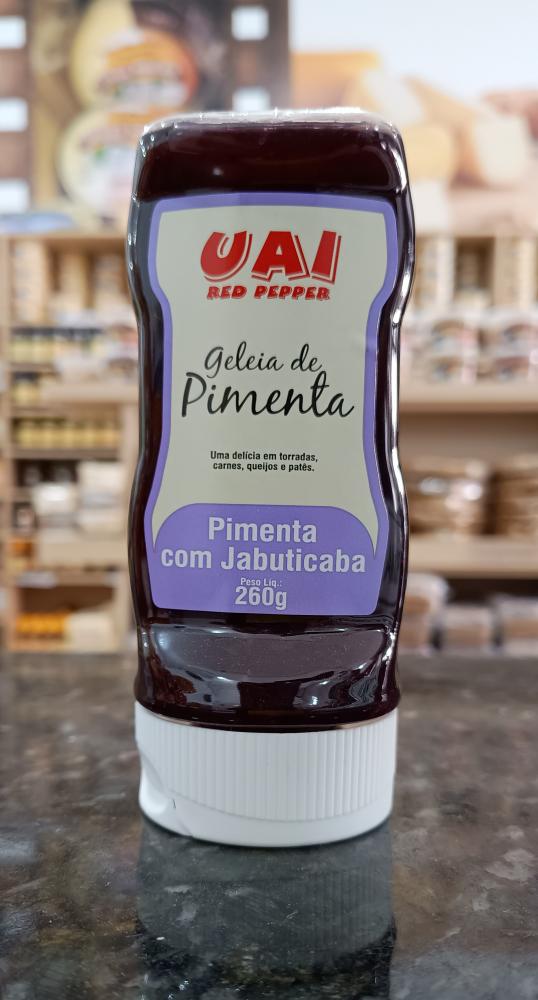 UAI
RED PEPPER
Geleia de
Pimenta
Uma delícia em torradas,
carnes, queijos e patês.
Pimenta
com Jabuticaba
Peso Líq.:
260g